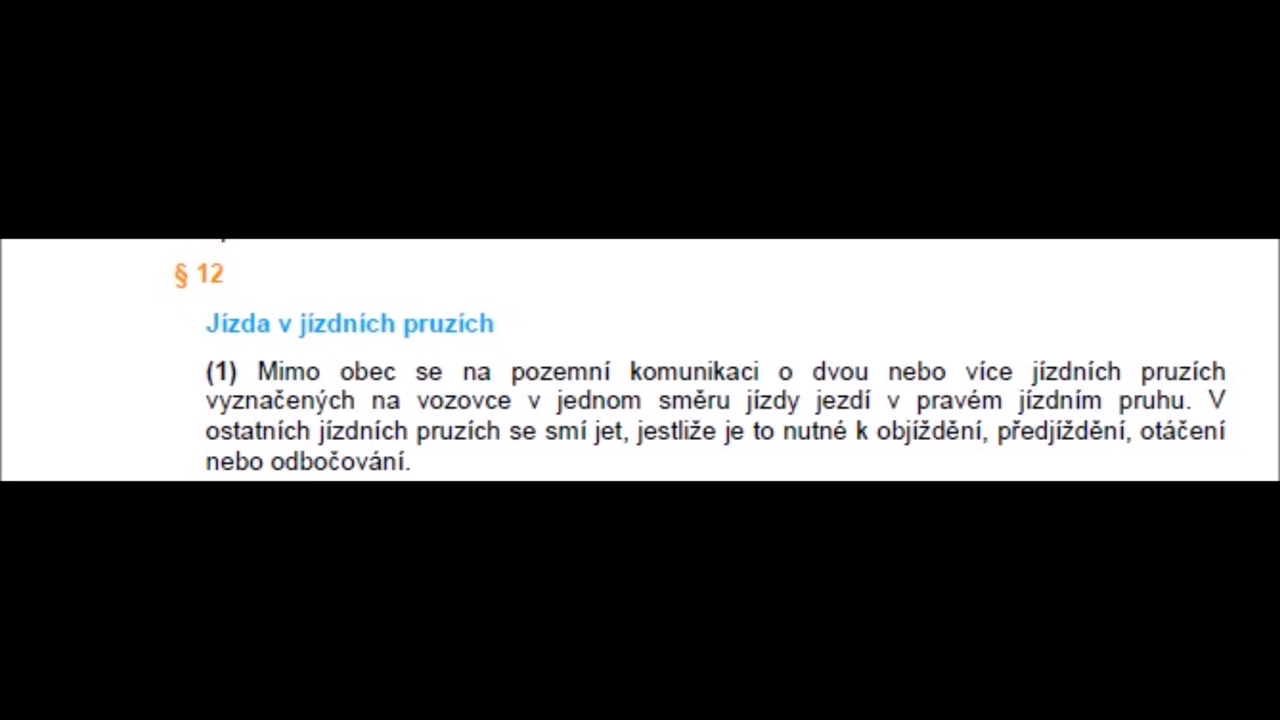 § 12
Jízda v jízdních pruzích
(1) Mimo obec se na pozemní komunikaci o dvou nebo více jízdních pruzích
vyznačených na vozovce v jednom směru jízdy jezdí v pravém jízdním pruhu. V
ostatních jízdních pruzích se smí jet, jestliže je to nutné k objíždění, předjíždění, otáčení
nebo odbočování.